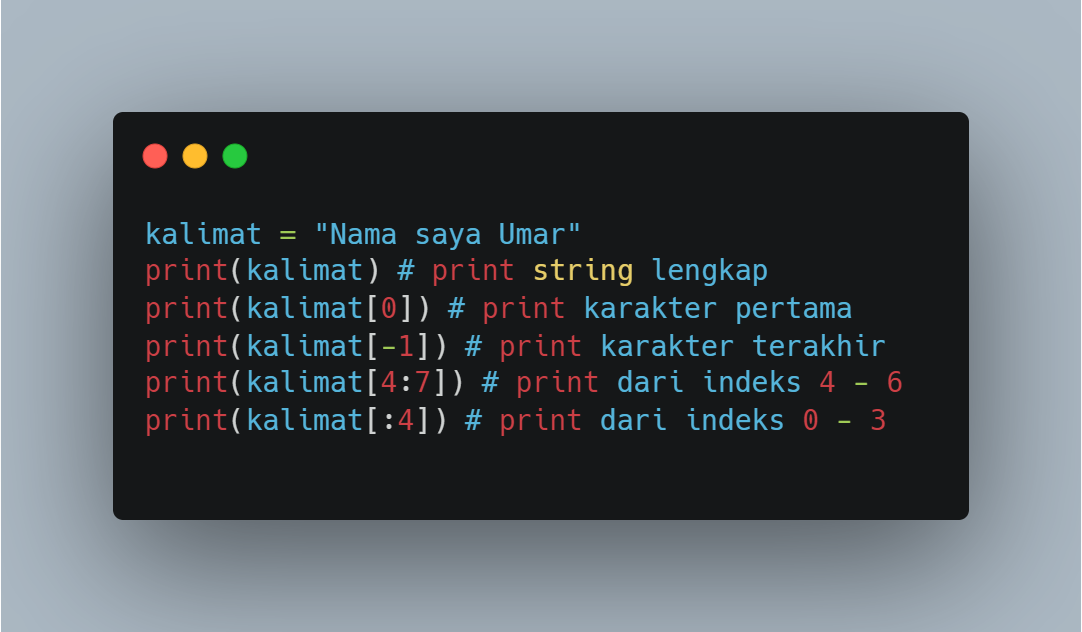 kalimat = "Nama saya Umar"
print(kalimat) # print string lengkap
print(kalimat[0]) # print karakter pertama
print(kalimat[-1]) # print karakter terakhir
print(kalimat[4:7]) # print dari indeks 4 - 6
print(kalimat[:4]) # print dari indeks 0 - 3